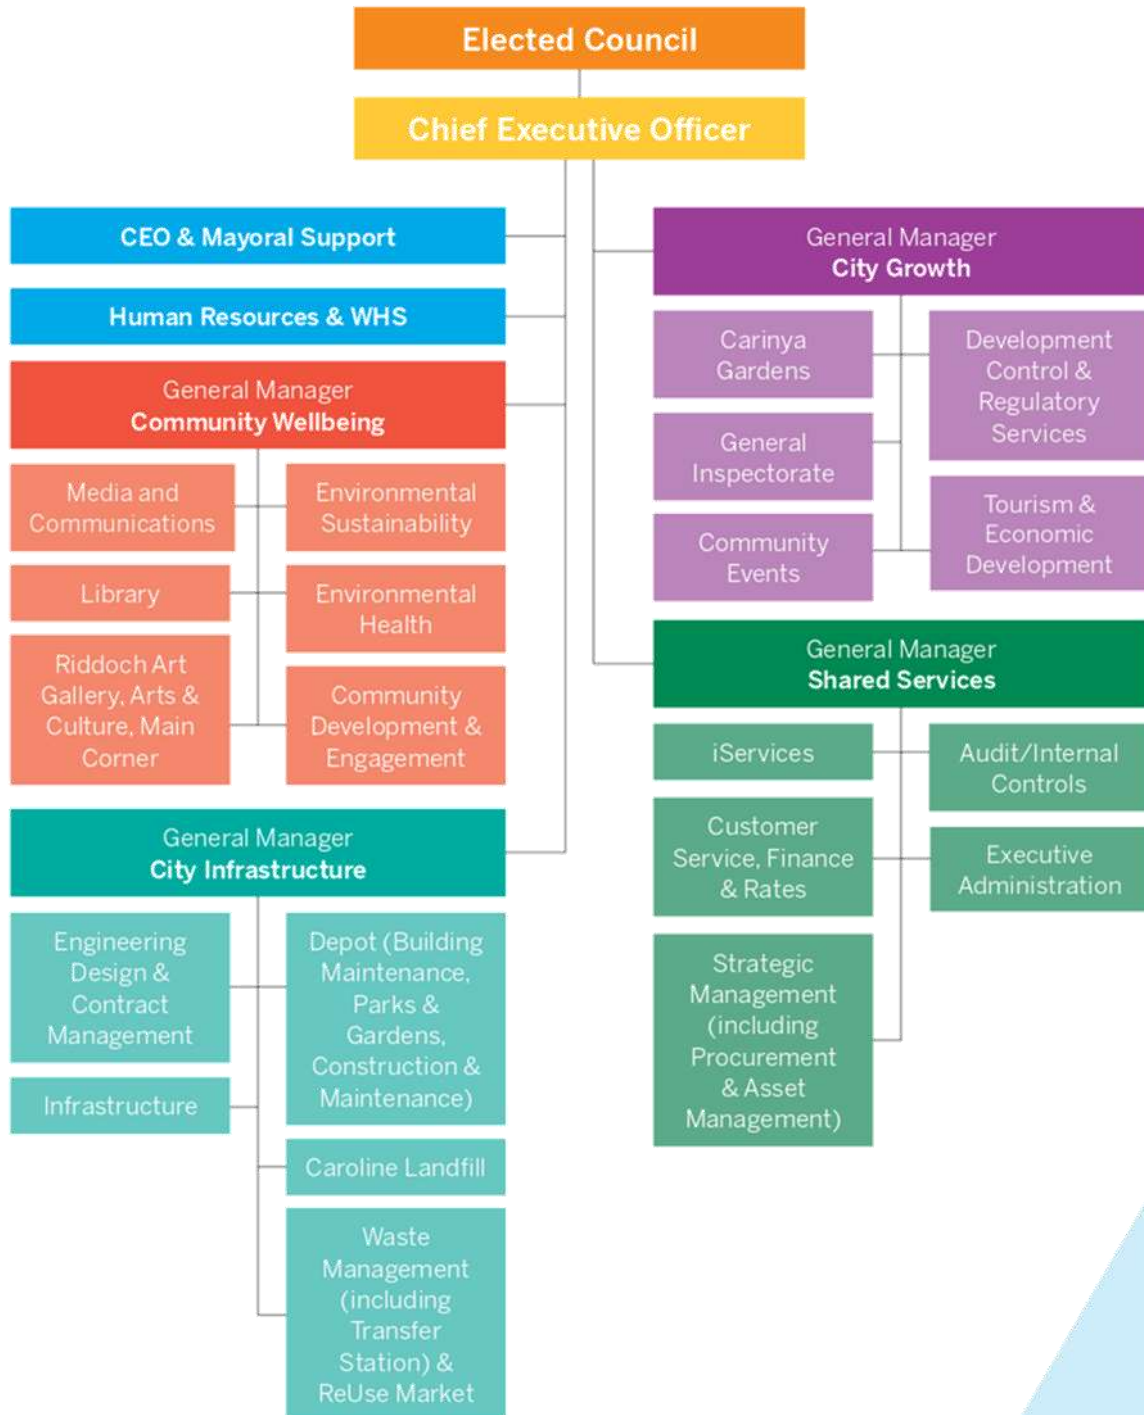 Elected Council
Chief Executive Officer
CEO & Mayoral Support
Human Resources & WHS
General Manager
Community Wellbeing
Media and
Communications
Environmental
Sustainability
Library
Environmental
Health
Riddoch Art
Gallery, Arts &
Culture, Main
Corner
Community
Development &
Engagement
General Manager
City Infrastructure
Engineering
Design &
Contract
Management
Depot (Building
Maintenance,
Parks &
Gardens,
Construction &
Maintenance)
Infrastructure
Caroline Landfill
Waste
Management
(including
Transfer
Station) &
ReUse Market
General Manager
City Growth
Carinya
Gardens
Development
Control &
Regulatory
Services
General
Inspectorate
Community
Events
Tourism &
Economic
Development
General Manager
Shared Services
iServices
Audit/Internal
Controls
Customer
Service, Finance
& Rates
Executive
Administration
Strategic
Management
(including
Procurement
& Asset
Management)